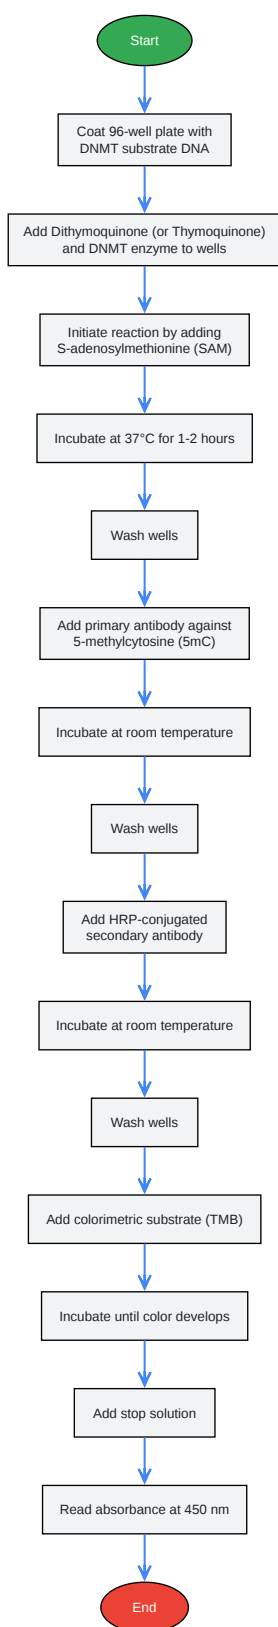 Start
Coat 96-well plate with
DNMT substrate DNA
Add Dithymoquinone (or Thymoquinone)
and DNMT enzyme to wells
Initiate reaction by adding
S-adenosylmethionine (SAM)
Incubate at 37°C for 1-2 hours
Wash wells
Add primary antibody against
5-methylcytosine (5mC)
Incubate at room temperature
Wash wells
Add HRP-conjugated
secondary antibody
Incubate at room temperature
Wash wells
Add colorimetric substrate (TMB)
Incubate until color develops
Add stop solution
Read absorbance at 450 nm
End